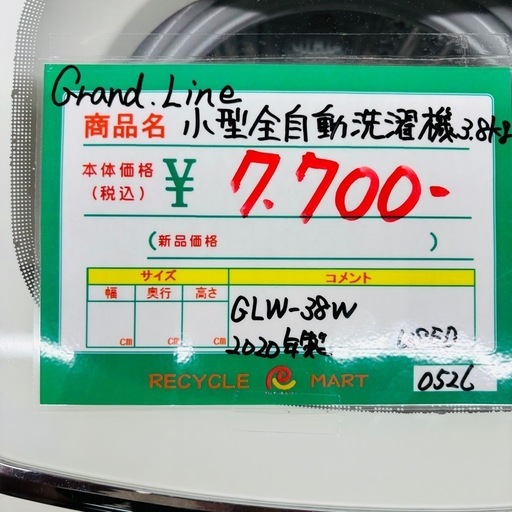 Grand.Line
商品名 小型全自動洗濯機3.8kg
本体価格
(税込)
¥ 7.700-
(新品価格 )
サイズ コメント
幅 奥行 高さ
cm cm cm
GLW-38W
2020年製
RECYCLE MART
0526